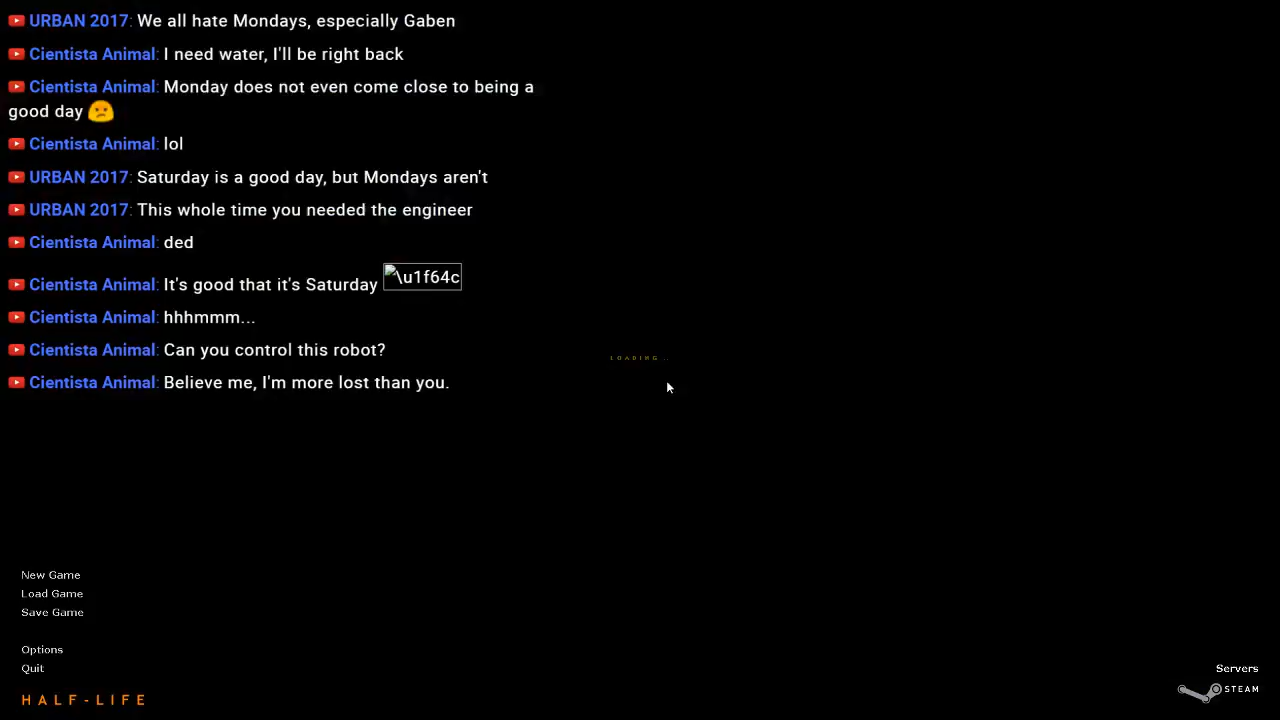 URBAN 2017: We all hate Mondays, especially Gaben
Cientista Animal: I need water, I'll be right back
Cientista Animal: Monday does not even come close to being a
good day
Cientista Animal: lol
URBAN 2017: Saturday is a good day, but Mondays aren't
URBAN 2017: This whole time you needed the engineer
Cientista Animal: ded
Cientista Animal: It's good that it's Saturday \u1f64c
Cientista Animal: hhhmmm...
Cientista Animal: Can you control this robot?
LOADING..
Cientista Animal: Believe me, I'm more lost than you.
New Game
Load Game
Save Game
Options
Quit
Servers
HALF-LIFE
STEAM